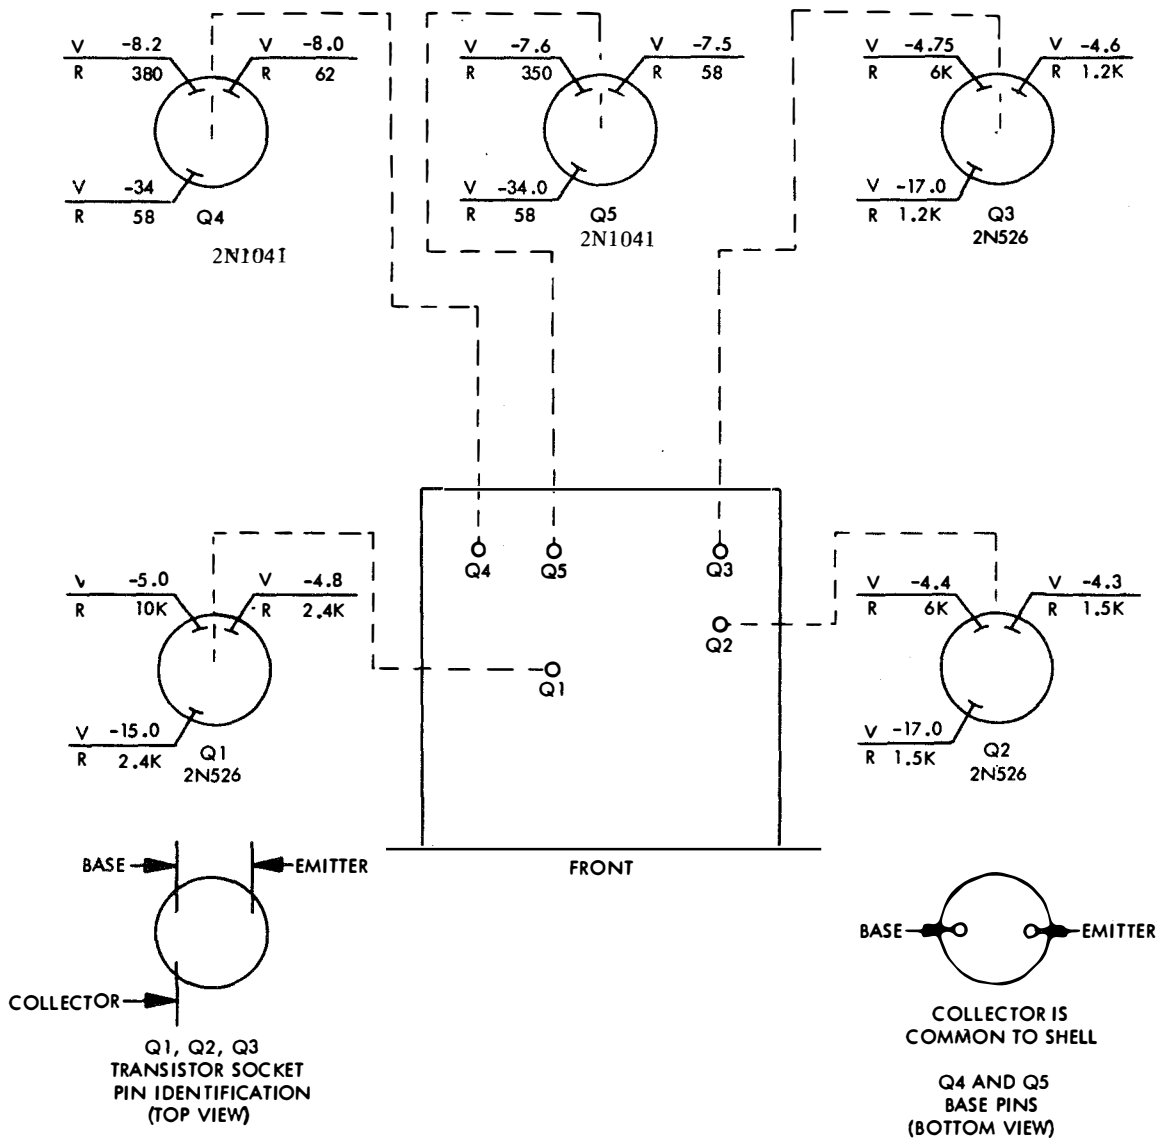 V -8.2
R 380
V -8.0
R 62
V -34
R 58
Q4
2N1041
V -7.6
R 350
V -7.5
R 58
V -34.0
R 58
Q5
2N1041
V -4.75
R 6K
V -4.6
R 1.2K
V -17.0
R 1.2K
Q3
2N526
Q4
Q5
Q3
Q2
Q1
V -5.0
R 10K
V -4.8
R 2.4K
V -15.0
R 2.4K
Q1
2N526
V -4.4
R 6K
V -4.3
R 1.5K
V -17.0
R 1.5K
Q2
2N526
FRONT
BASE
EMITTER
COLLECTOR
Q1, Q2, Q3
TRANSISTOR SOCKET
PIN IDENTIFICATION
(TOP VIEW)
BASE
EMITTER
COLLECTOR IS
COMMON TO SHELL
Q4 AND Q5
BASE PINS
(BOTTOM VIEW)